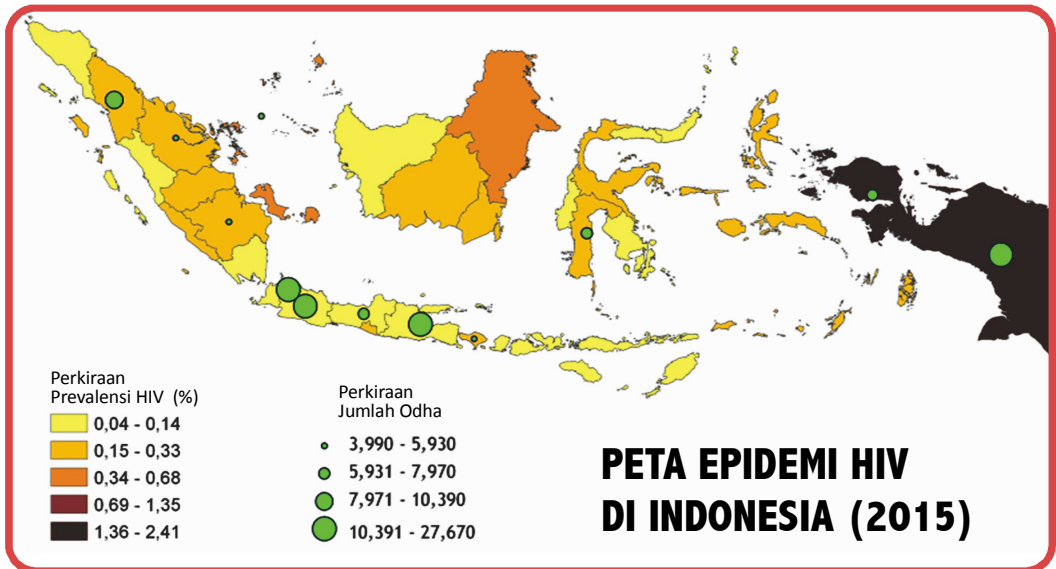 Perkiraan
Prevalensi HIV (%)
0,04 - 0,14
0,15 - 0,33
0,34 - 0,68
0,69 - 1,35
1,36 - 2,41
Perkiraan
Jumlah Odha
3,990 - 5,930
5,931 - 7,970
7,971 - 10,390
10,391 - 27,670
PETA EPIDEMI HIV
DI INDONESIA (2015)